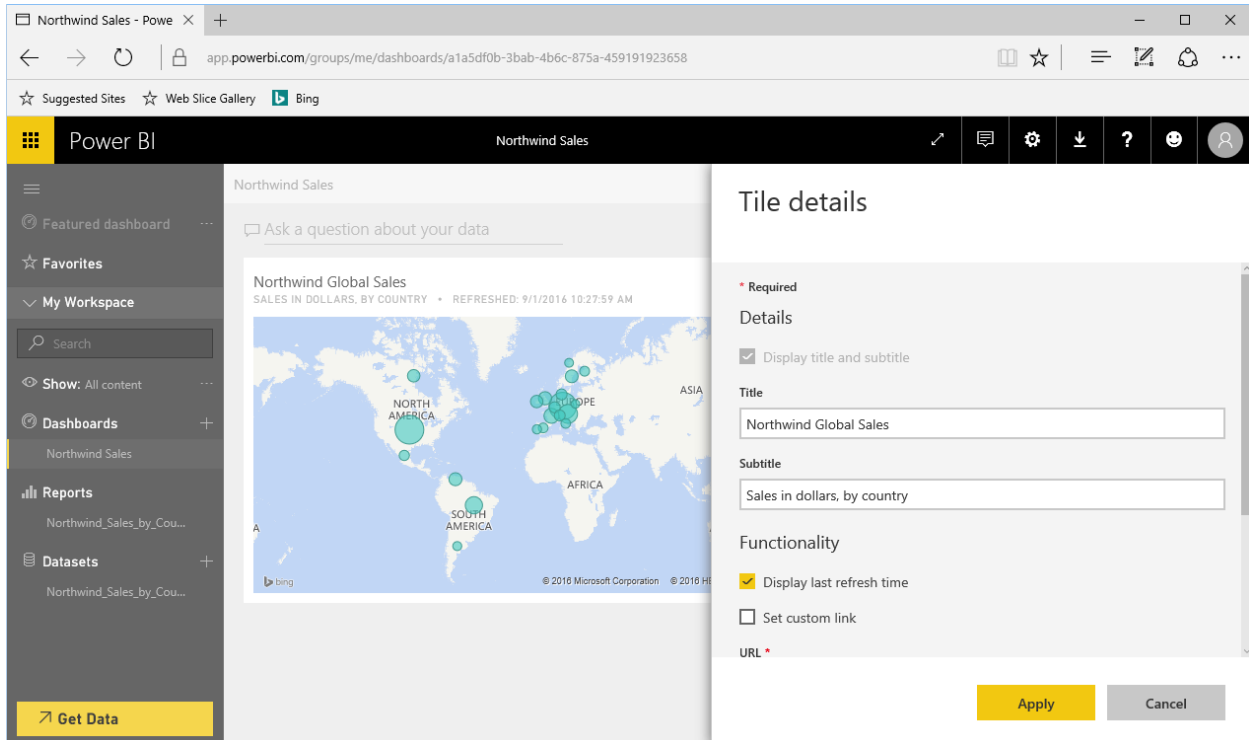 Northwind Sales - Powe
app.powerbi.com/groups/me/dashboards/a1a5df0b-3bab-4b6c-875a-459191923658
Suggested Sites Web Slice Gallery Bing
Power BI Northwind Sales
Featured dashboard
Favorites
My Workspace
Search
Show: All content
Dashboards
Northwind Sales
Reports
Northwind_Sales_by_Cou...
Datasets
Northwind_Sales_by_Cou...
Get Data
Northwind Sales
Ask a question about your data
Northwind Global Sales
SALES IN DOLLARS, BY COUNTRY • REFRESHED: 9/1/2016 10:27:59 AM
NORTH
AMERICA
ASIA
AFRICA
SOUTH
AMERICA
A
bing
© 2016 Microsoft Corporation © 2016 HE
Tile details
* Required
Details
Display title and subtitle
Title
Northwind Global Sales
Subtitle
Sales in dollars, by country
Functionality
Display last refresh time
Set custom link
URL *
Apply Cancel